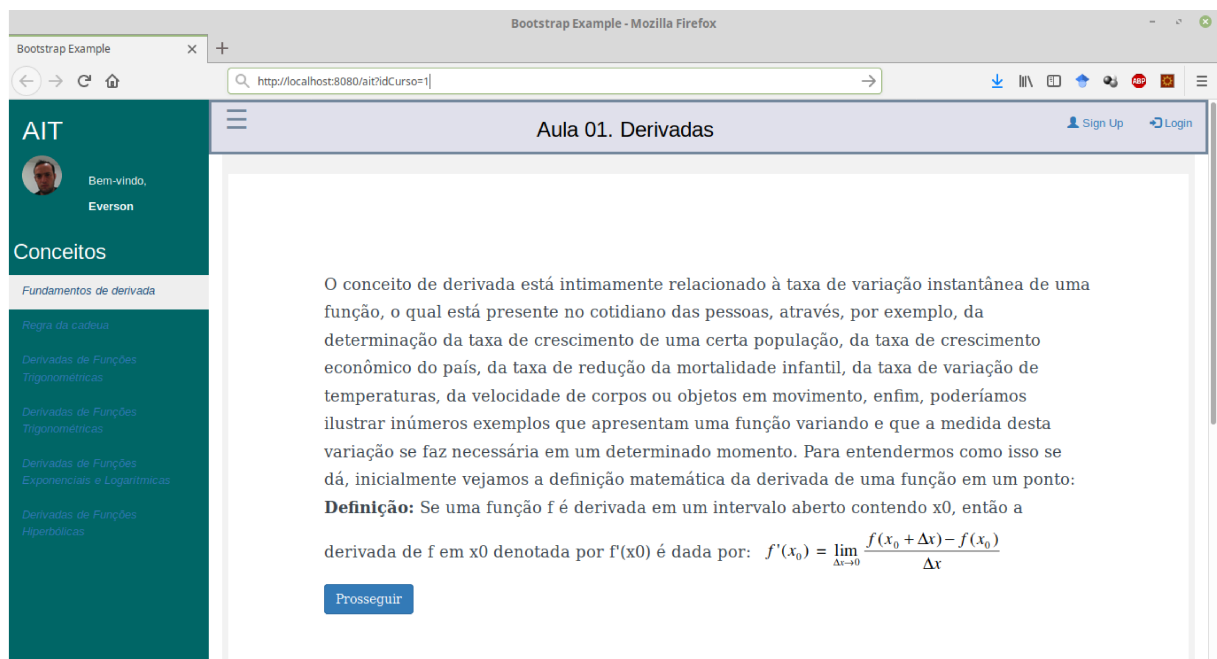 Bootstrap Example - Mozilla Firefox
Bootstrap Example
http://localhost:8080/ait?idCurso=1
ABP
AIT
Bem-vindo,
Everson
Conceitos
Fundamentos de derivada
Regra da cadeua
Derivadas de Funções
Trigonométricas
Derivadas de Funções
Trigonométricas
Derivadas de Funções
Exponenciais e Logarítmicas
Derivadas de Funções
Hiperbólicas
Aula 01. Derivadas
Sign Up
Login
O conceito de derivada está intimamente relacionado à taxa de variação instantânea de uma
função, o qual está presente no cotidiano das pessoas, através, por exemplo, da
determinação da taxa de crescimento de uma certa população, da taxa de crescimento
econômico do país, da taxa de redução da mortalidade infantil, da taxa de variação de
temperaturas, da velocidade de corpos ou objetos em movimento, enfim, poderíamos
ilustrar inúmeros exemplos que apresentam uma função variando e que a medida desta
variação se faz necessária em um determinado momento. Para entendermos como isso se
dá, inicialmente vejamos a definição matemática da derivada de uma função em um ponto:
Definição: Se uma função f é derivada em um intervalo aberto contendo x0, então a
derivada de f em x0 denotada por f'(x0) é dada por: f'(x₀) = lim Δx→0 f(x₀ + Δx) − f(x₀) / Δx
Prosseguir